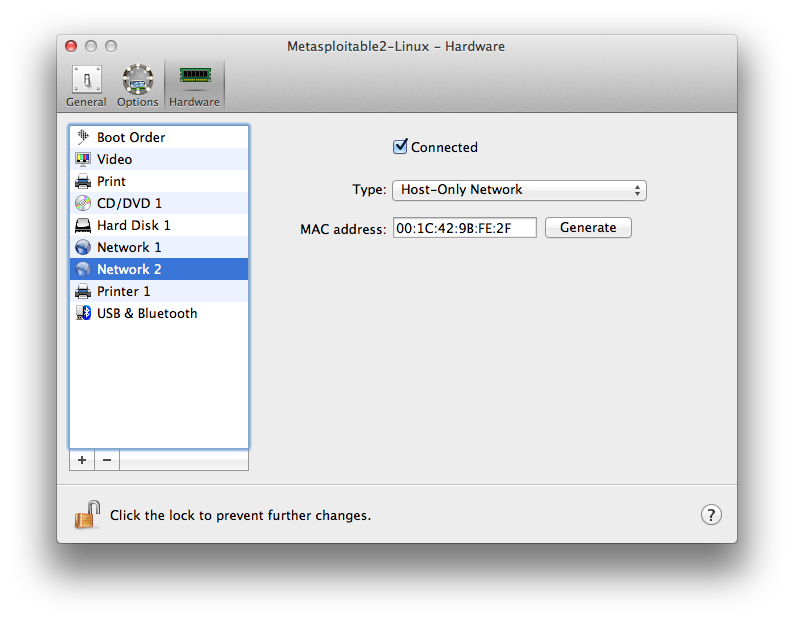 Metasploitable2-Linux – Hardware
General
Options
Hardware
Boot Order
Video
Print
CD/DVD 1
Hard Disk 1
Network 1
Network 2
Printer 1
USB & Bluetooth
+ −
Connected
Type: Host-Only Network
MAC address: 00:1C:42:9B:FE:2F Generate
Click the lock to prevent further changes.
?